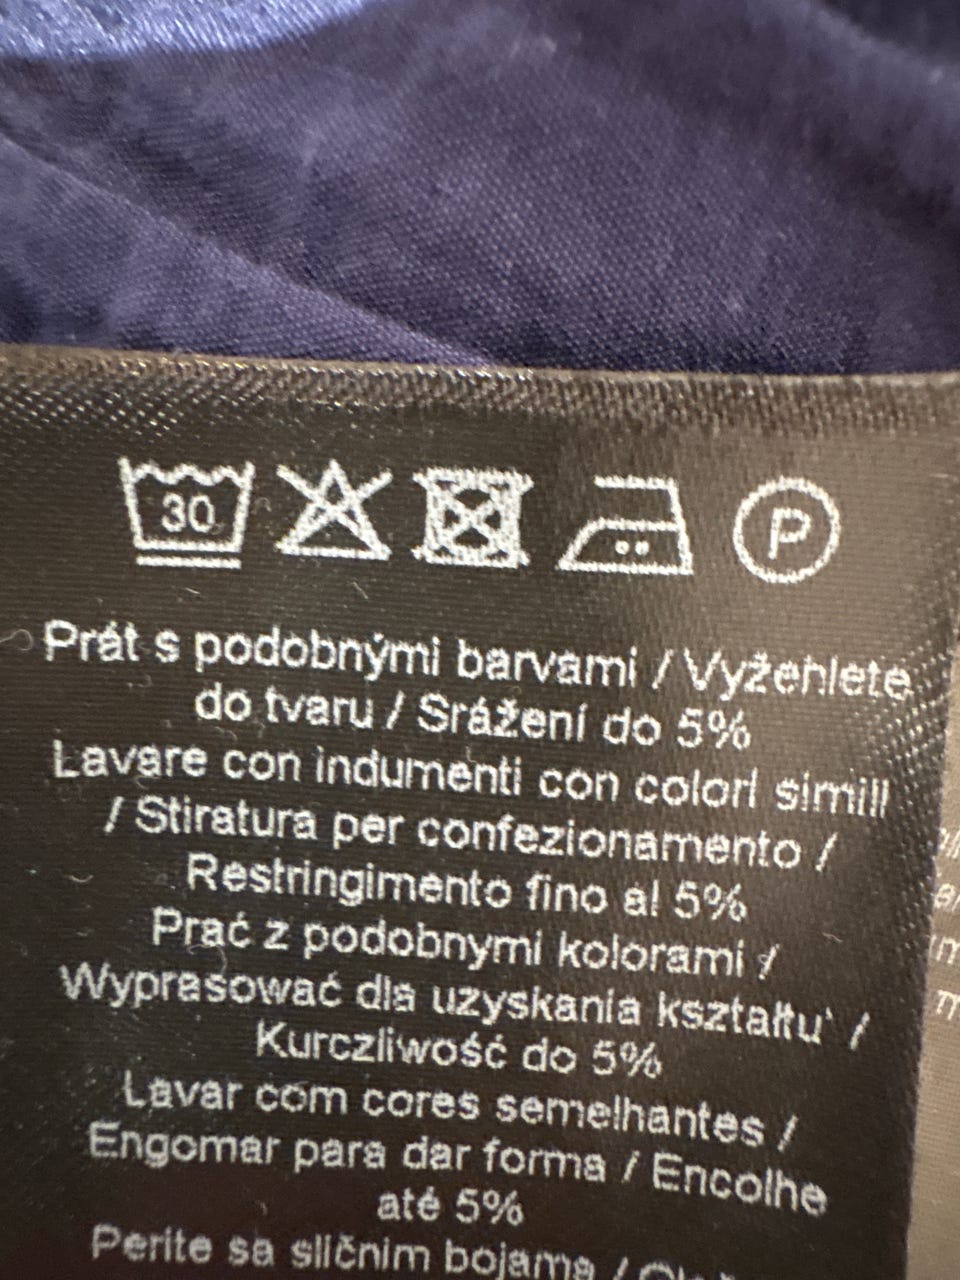 30 P
Prát s podobnými barvami / Vyžehlete
do tvaru / Srážení do 5%
Lavare con indumenti con colori simili
/ Stiratura per confezionamento /
Restringimento fino al 5%
Prać z podobnymi kolorami /
Wyprasować dla uzyskania kształtu /
Kurczliwość do 5%
Lavar com cores semelhantes /
Engomar para dar forma / Encolhe
até 5%
Perite sa sličnim bojama /